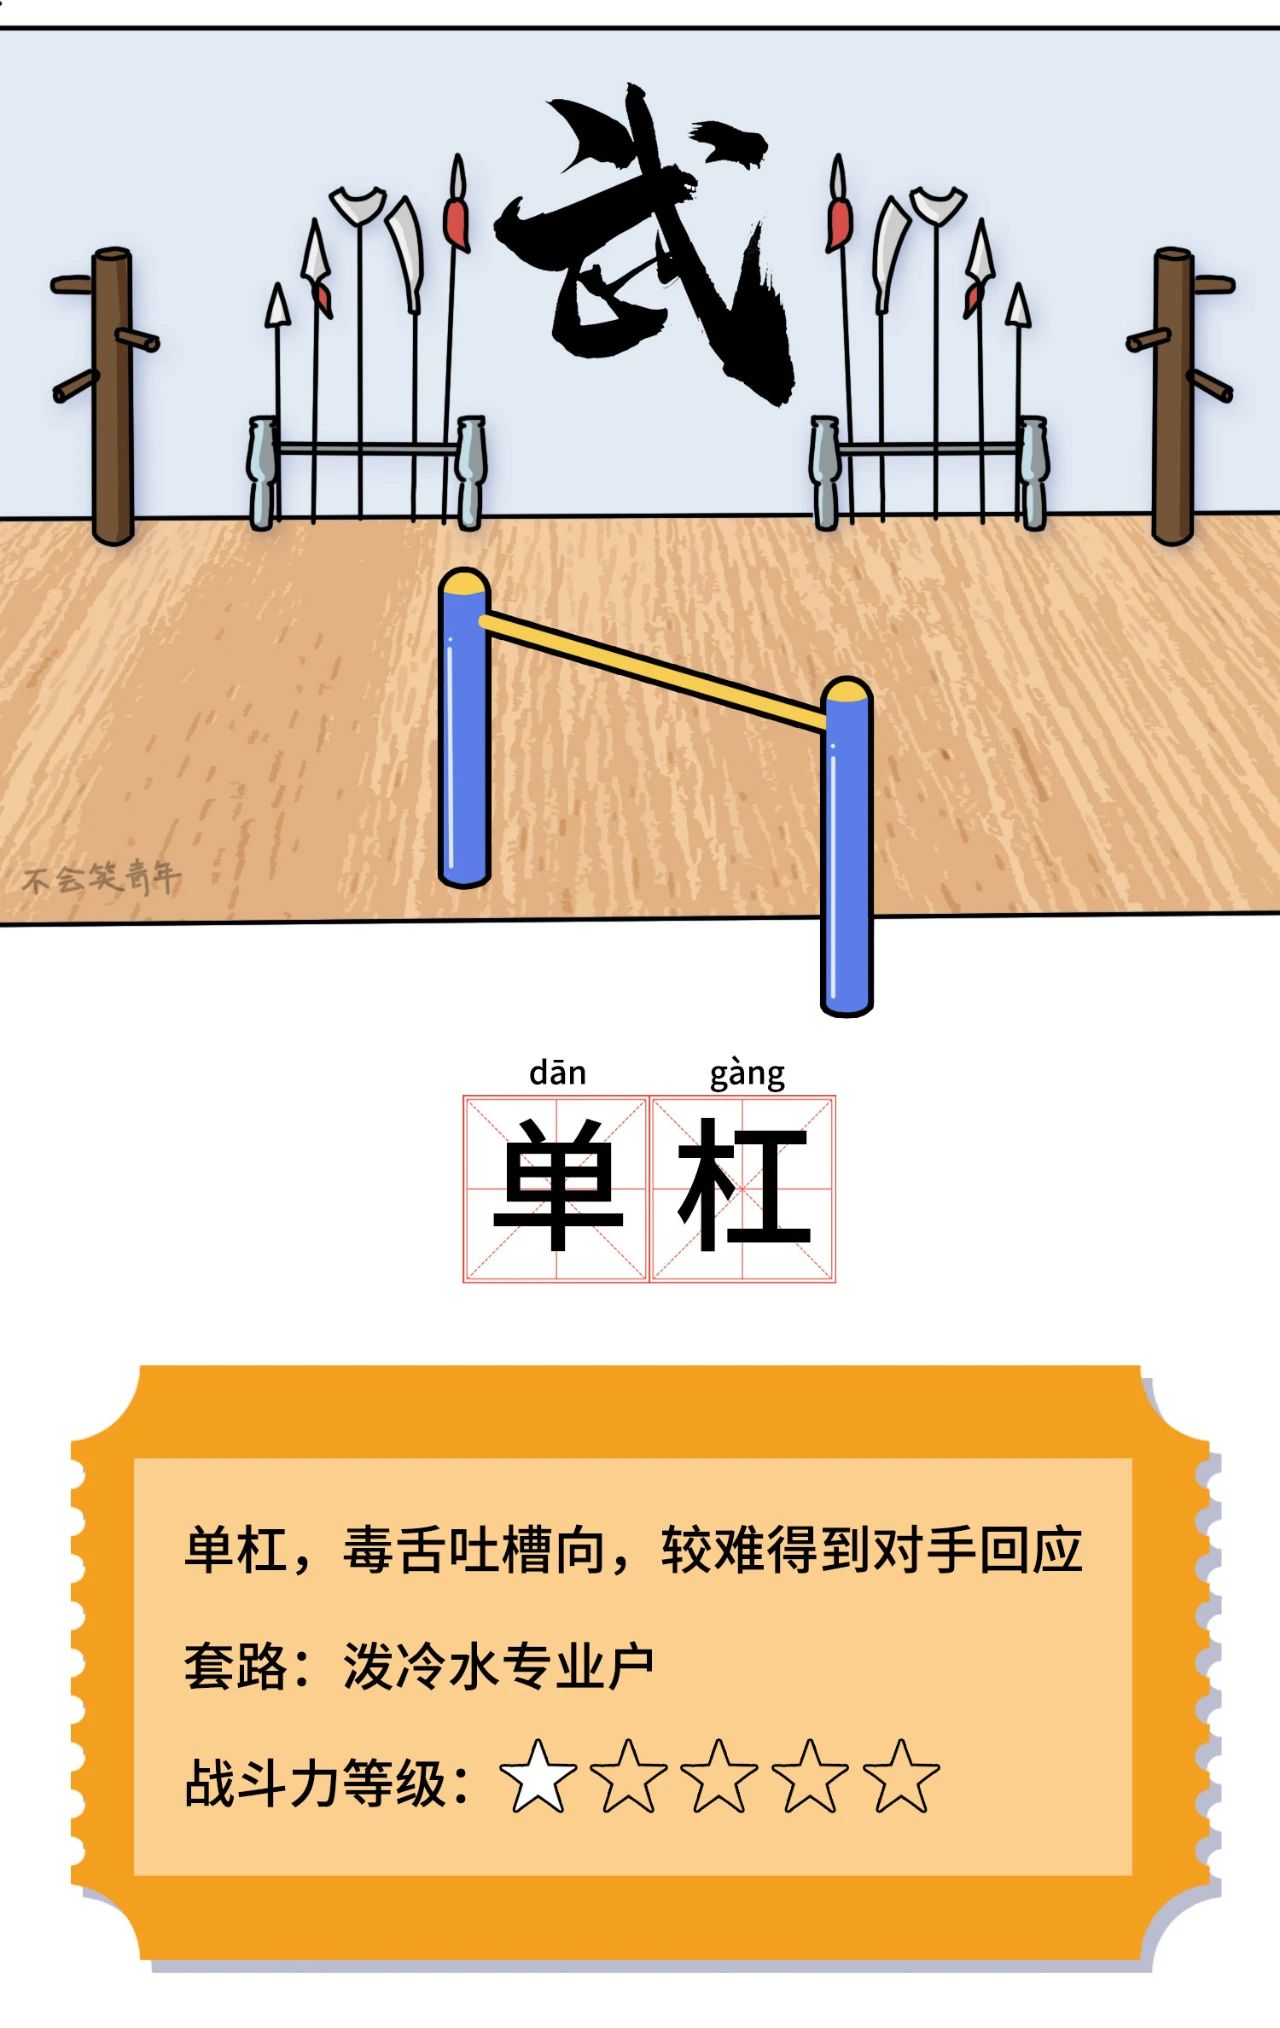 武
不会笑青年
dān gàng
单杠
单杠，毒舌吐槽向，较难得到对手回应
套路：泼冷水专业户
战斗力等级：